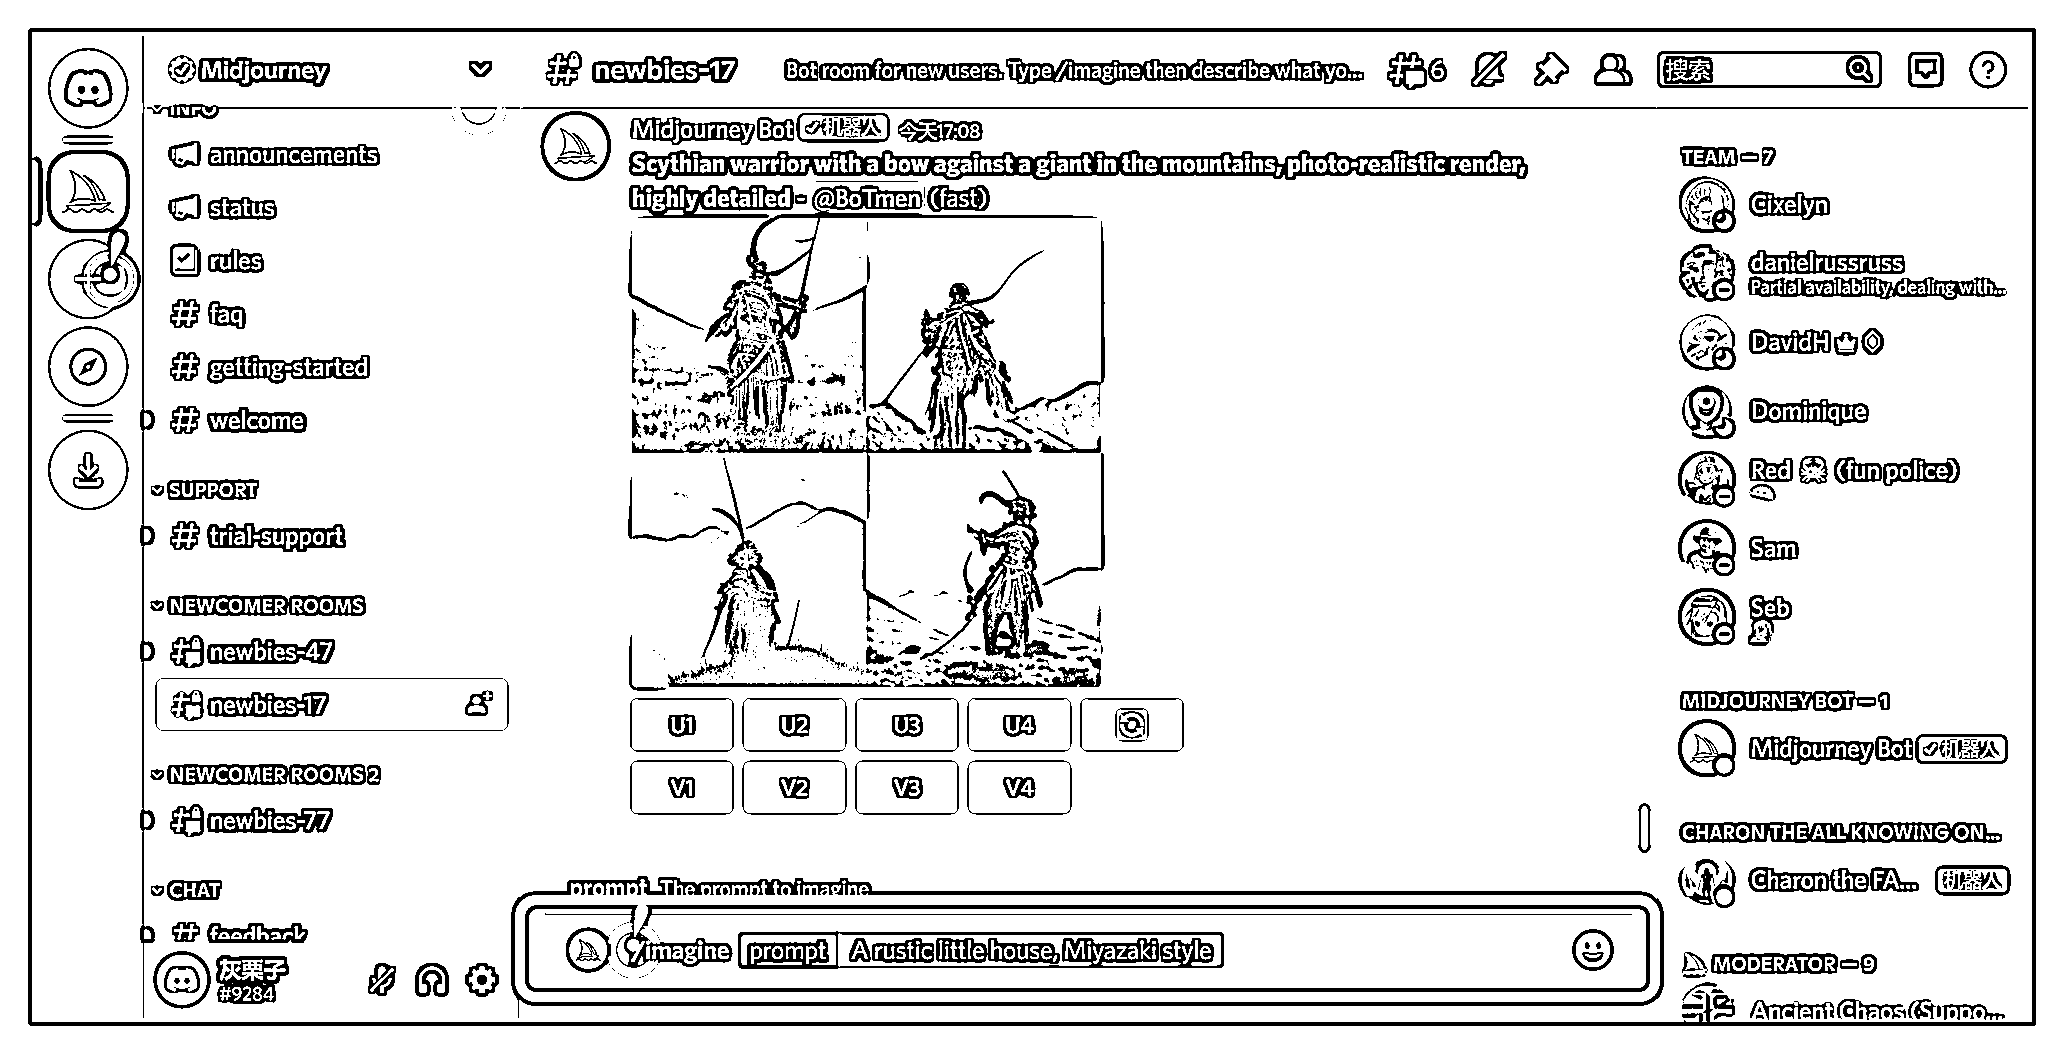 Midjourney
newbies-17
Bot room for new users. Type /imagine then describe what yo...
6
搜索
INFO
announcements
status
rules
faq
getting-started
welcome
SUPPORT
trial-support
NEWCOMER ROOMS
newbies-47
newbies-17
NEWCOMER ROOMS 2
newbies-77
CHAT
feedback
灰栗子
#9284
Midjourney Bot 机器人 今天17:08
Scythian warrior with a bow against a giant in the mountains, photo-realistic render,
highly detailed - @BoTmen (fast)
U1 U2 U3 U4
V1 V2 V3 V4
prompt The prompt to imagine
/imagine prompt A rustic little house, Miyazaki style
TEAM — 7
Cixelyn
danielrussruss
Partial availability, dealing with...
DavidH
Dominique
Red 🦀 (fun police)
Sam
Seb
MIDJOURNEY BOT — 1
Midjourney Bot 机器人
CHARON THE ALL KNOWING ON...
Charon the FA... 机器人
MODERATOR — 9
Ancient Chaos (Suppo...